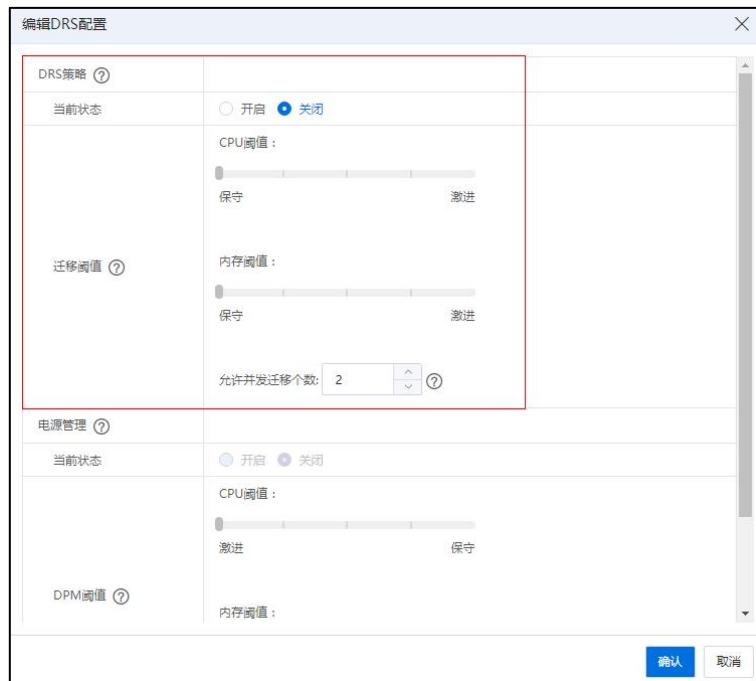 编辑DRS配置
DRS策略
当前状态 开启 关闭
CPU阈值：
保守 激进
迁移阈值
内存阈值：
保守 激进
允许并发迁移个数: 2
电源管理
当前状态 开启 关闭
CPU阈值：
激进 保守
DPM阈值
内存阈值：
确认 取消